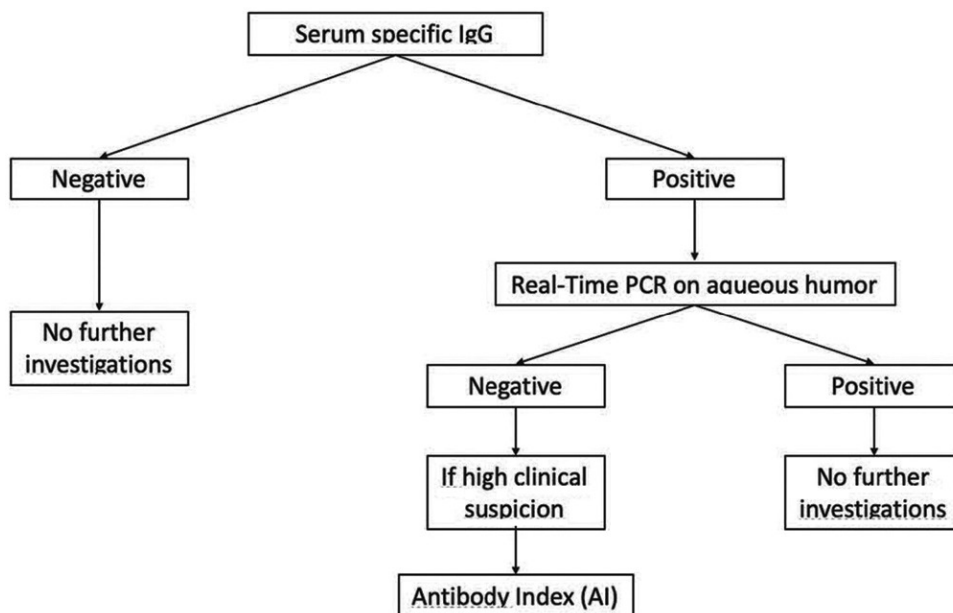 Serum specific IgG
Negative
Positive
Real-Time PCR on aqueous humor
No further
investigations
Negative
Positive
If high clinical
suspicion
No further
investigations
Antibody Index (AI)